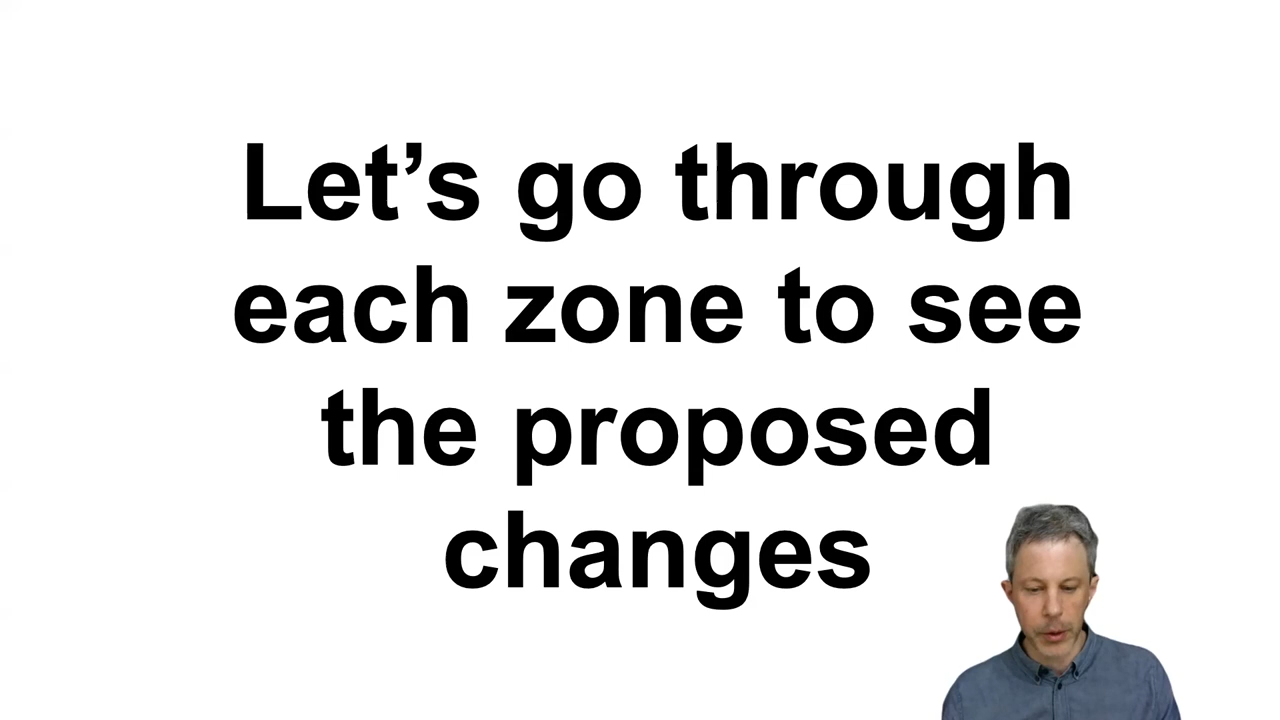 Let’s go through
each zone to see
the proposed
changes